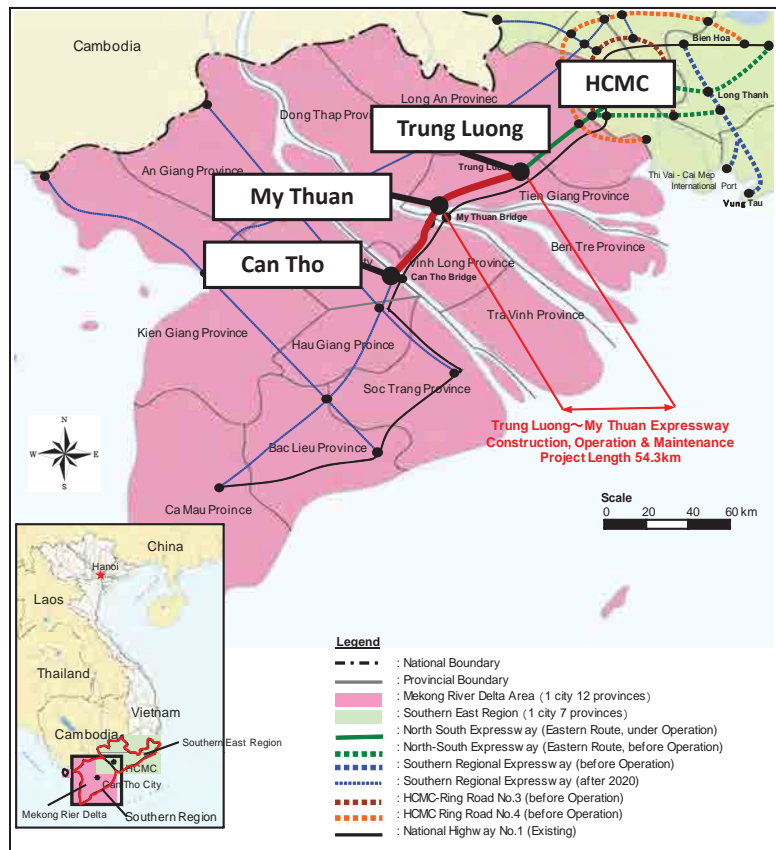 Cambodia
Bien Hoa
HCMC
Long Thanh
Long An Provinec
Dong Thap Provi
Trung Luong
Trung Luo
Thi Vai - Cai Mep
International Port
Vung Tau
An Giang Province
Tien Giang Province
My Thuan
My Thuan Bridge
Ben Tre Province
Can Tho
ty
Vinh Long Province
Can Tho Bridge
Tra Vinh Province
Kien Giang Province
Hau Giang Proince
Soc Trang Province
Trung Luong~My Thuan Expressway
Construction, Operation & Maintenance
Project Length 54.3km
N
W E
S
Bac Lieu Province
Scale
0 20 40 60 km
Ca Mau Proince
China
Hanoi
Laos
Thailand
Vietnam
Cambodia
Southern East Region
HCMC
Can Tho City
Mekong Rier Delta
Southern Region
Legend
: National Boundary
: Provincial Boundary
: Mekong River Delta Area (1 city 12 provinces)
: Southern East Region (1 city 7 provinces)
: North South Expressway (Eastern Route, under Operation)
: North-South Expressway (Eastern Route, before Operation)
: Southern Regional Expressway (before Operation)
: Southern Regional Expressway (after 2020)
: HCMC-Ring Road No.3 (before Operation)
: HCMC Ring Road No.4 (before Operation)
: National Highway No.1 (Existing)